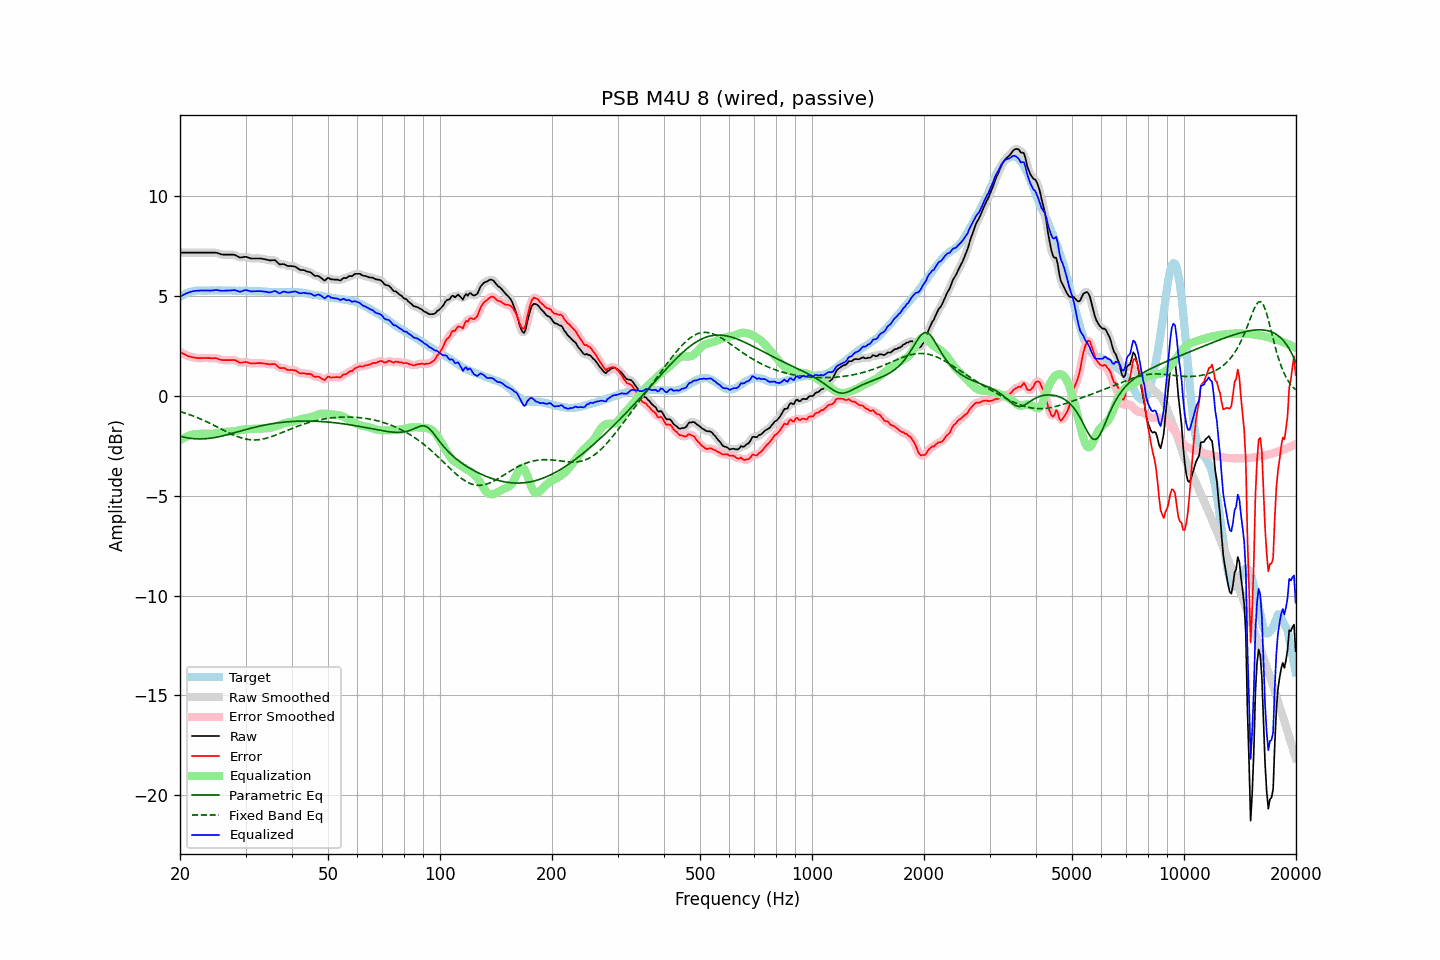 PSB M4U 8 (wired, passive)
Amplitude (dBr)
10
5
0
−5
−10
−15
−20
Target
Raw Smoothed
Error Smoothed
Raw
Error
Equalization
Parametric Eq
Fixed Band Eq
Equalized
20 50 100 200 500 1000 2000 5000 10000 20000
Frequency (Hz)